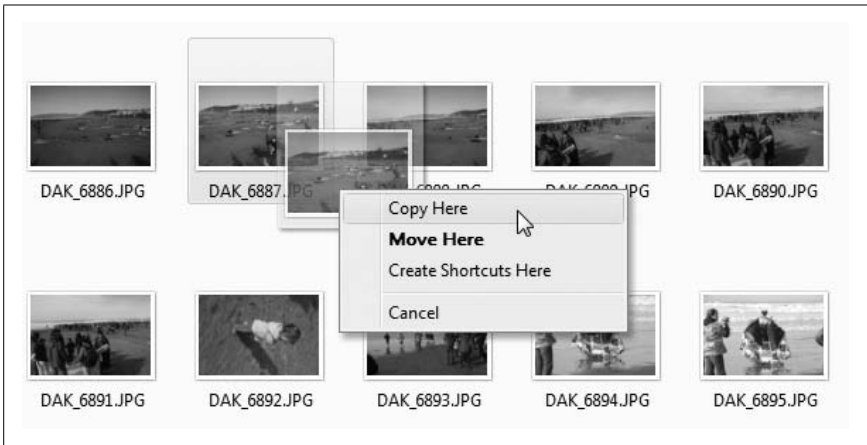 DAK_6886.JPG
DAK_6887.JPG
DAK_6890.JPG
Copy Here
Move Here
Create Shortcuts Here
Cancel
DAK_6891.JPG
DAK_6892.JPG
DAK_6893.JPG
DAK_6894.JPG
DAK_6895.JPG